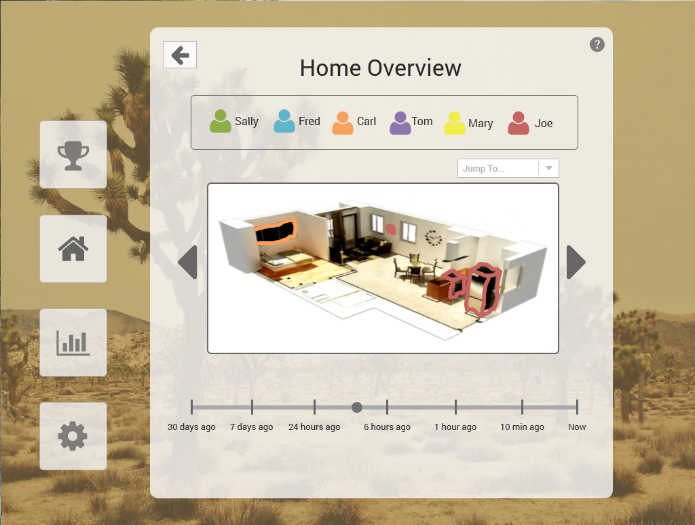 ?
Home Overview
Sally Fred Carl Tom Mary Joe
Jump To...
30 days ago 7 days ago 24 hours ago 6 hours ago 1 hour ago 10 min ago Now